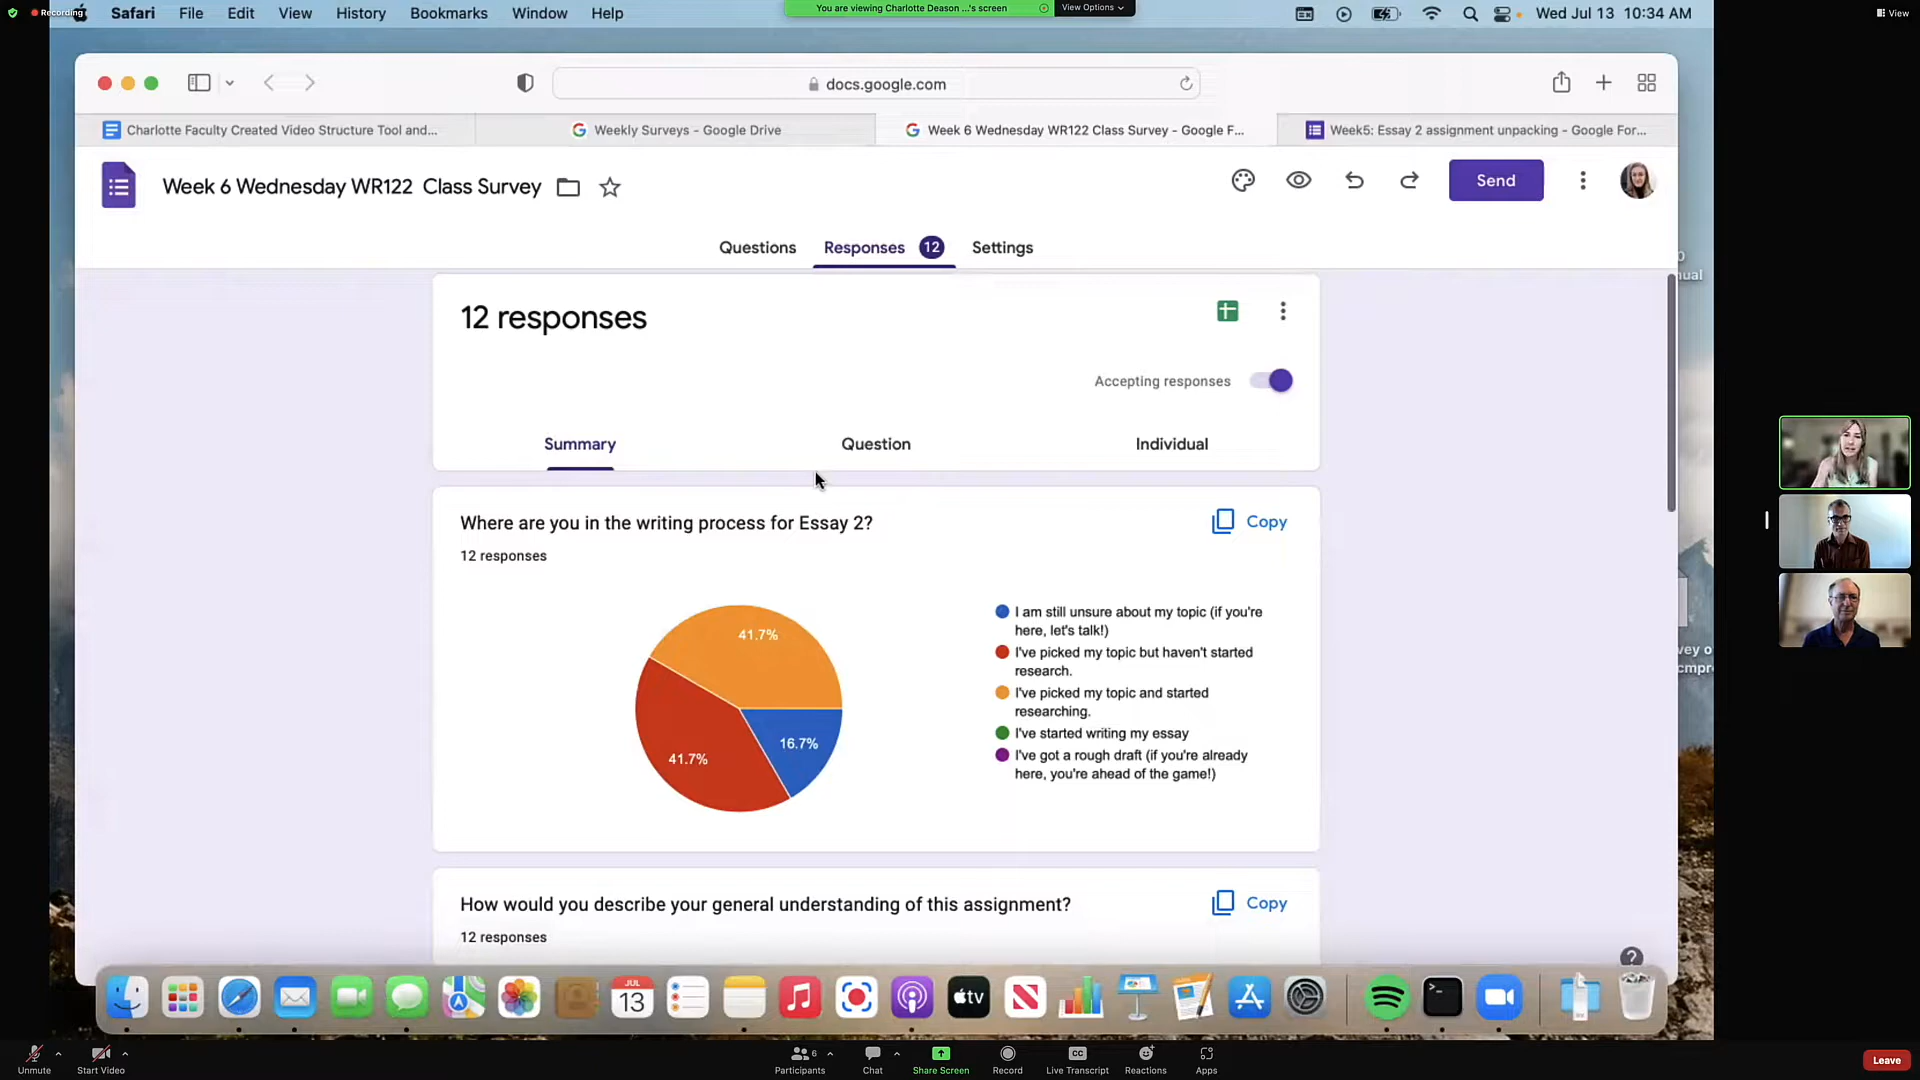 Recording
Safari File Edit View History Bookmarks Window Help
You are viewing Charlotte Deason ...'s screen
View Options
Wed Jul 13 10:34 AM
View
docs.google.com
Charlotte Faculty Created Video Structure Tool and...
Weekly Surveys - Google Drive
Week 6 Wednesday WR122 Class Survey - Google F...
Week5: Essay 2 assignment unpacking - Google For...
Week 6 Wednesday WR122 Class Survey
Send
Questions
Responses 12
Settings
12 responses
Accepting responses
Summary
Question
Individual
Where are you in the writing process for Essay 2?
Copy
12 responses
41.7%
41.7%
16.7%
I am still unsure about my topic (if you're
here, let's talk!)
I've picked my topic but haven't started
research.
I've picked my topic and started
researching.
I've started writing my essay
I've got a rough draft (if you're already
here, you're ahead of the game!)
How would you describe your general understanding of this assignment?
Copy
12 responses
JUL
13
tv
Unmute
Start Video
6
Participants
Chat
Share Screen
Record
CC
Live Transcript
Reactions
Apps
Leave